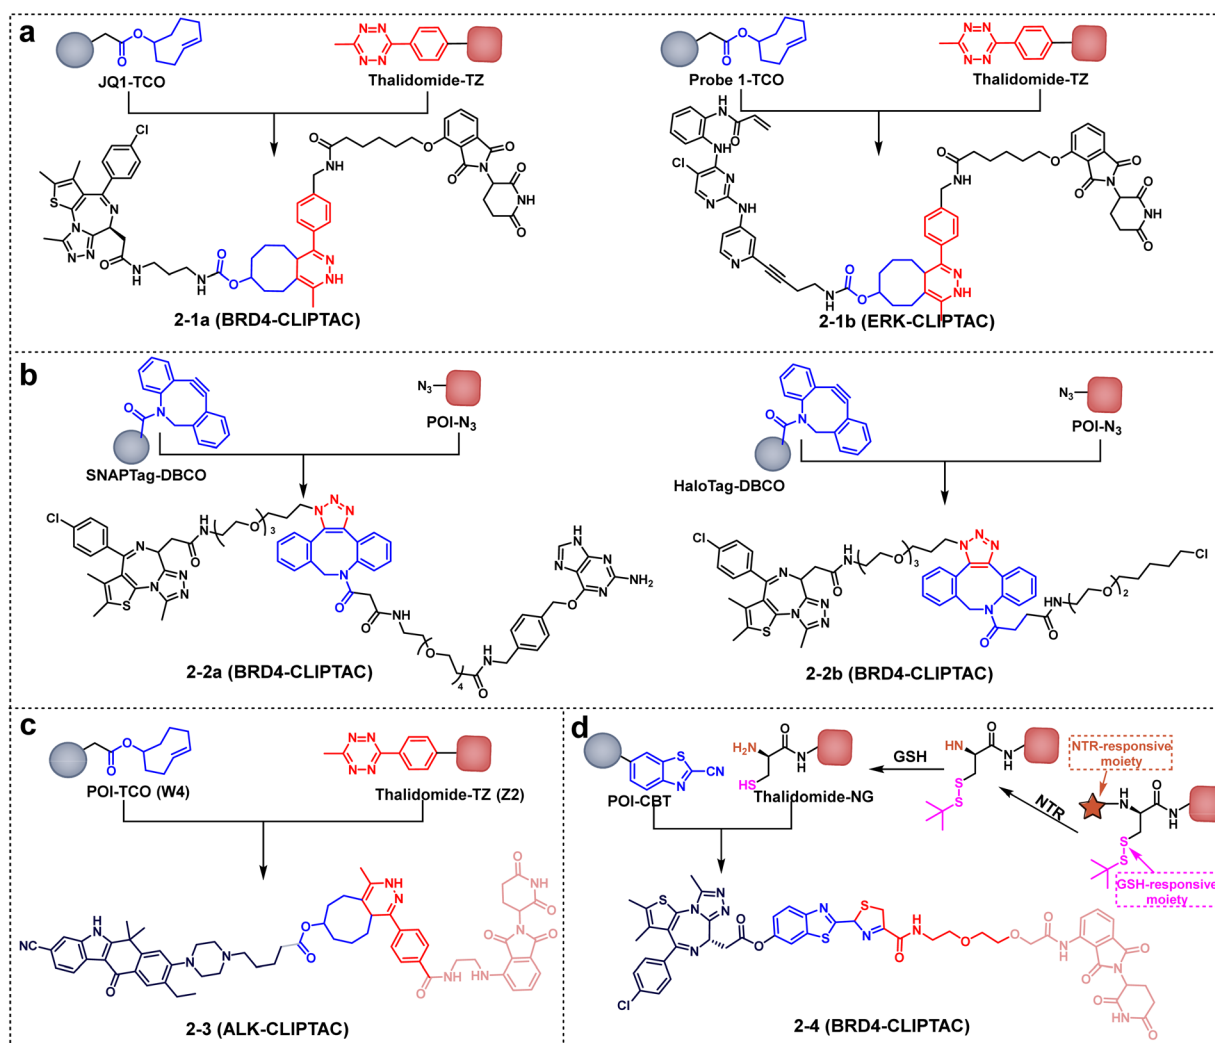 a
JQ1-TCO
Thalidomide-TZ
2-1a (BRD4-CLIPTAC)
Probe 1-TCO
Thalidomide-TZ
2-1b (ERK-CLIPTAC)
b
SNAPTag-DBCO
POI-N3
2-2a (BRD4-CLIPTAC)
HaloTag-DBCO
POI-N3
2-2b (BRD4-CLIPTAC)
c
POI-TCO (W4)
Thalidomide-TZ (Z2)
2-3 (ALK-CLIPTAC)
d
POI-CBT
Thalidomide-NG
GSH
NTR
NTR-responsive
moiety
GSH-responsive
moiety
2-4 (BRD4-CLIPTAC)